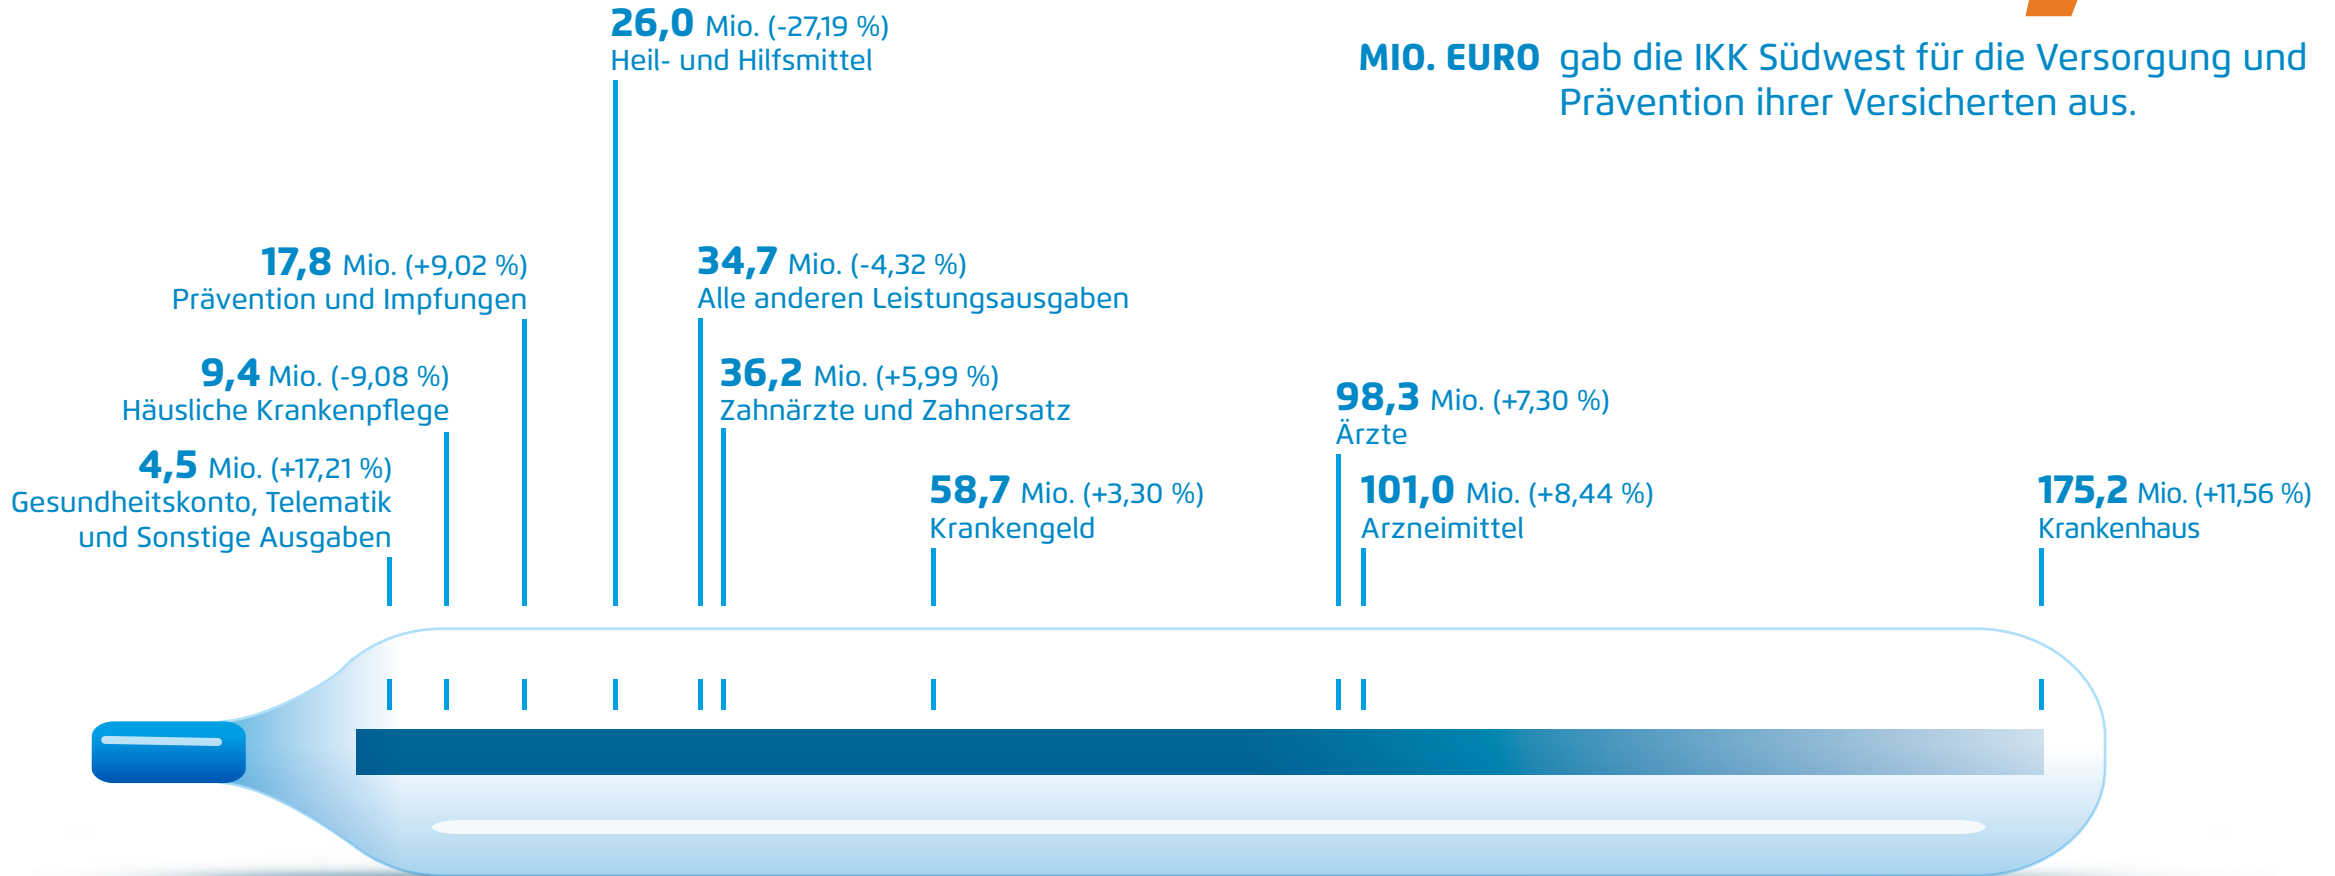 26,0 Mio. (-27,19 %)
Heil- und Hilfsmittel
MIO. EURO gab die IKK Südwest für die Versorgung und
Prävention ihrer Versicherten aus.
17,8 Mio. (+9,02 %)
Prävention und Impfungen
34,7 Mio. (-4,32 %)
Alle anderen Leistungsausgaben
9,4 Mio. (-9,08 %)
Häusliche Krankenpflege
36,2 Mio. (+5,99 %)
Zahnärzte und Zahnersatz
98,3 Mio. (+7,30 %)
Ärzte
4,5 Mio. (+17,21 %)
Gesundheitskonto, Telematik
und Sonstige Ausgaben
58,7 Mio. (+3,30 %)
Krankengeld
101,0 Mio. (+8,44 %)
Arzneimittel
175,2 Mio. (+11,56 %)
Krankenhaus